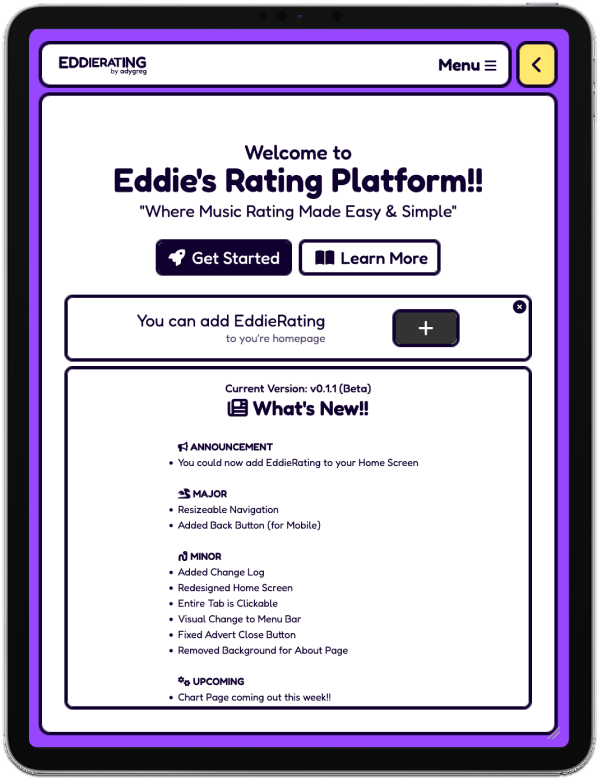 EDDIERATING
by adygreg
Menu
Welcome to
Eddie's Rating Platform!!
"Where Music Rating Made Easy & Simple"
Get Started
Learn More
You can add EddieRating
to you're homepage
Current Version: v0.1.1 (Beta)
What's New!!
ANNOUNCEMENT
• You could now add EddieRating to your Home Screen
MAJOR
• Resizeable Navigation
• Added Back Button (for Mobile)
MINOR
• Added Change Log
• Redesigned Home Screen
• Entire Tab is Clickable
• Visual Change to Menu Bar
• Fixed Advert Close Button
• Removed Background for About Page
UPCOMING
• Chart Page coming out this week!!